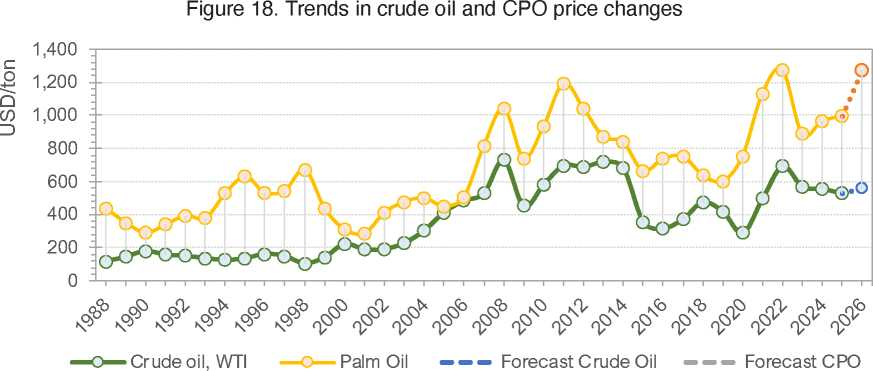 Figure 18. Trends in crude oil and CPO price changes
USD/ton
1,400
1,200
1,000
800
600
400
200
0
1988 1990 1992 1994 1996 1998 2000 2002 2004 2006 2008 2010 2012 2014 2016 2018 2020 2022 2024 2026
Crude oil, WTI Palm Oil Forecast Crude Oil Forecast CPO